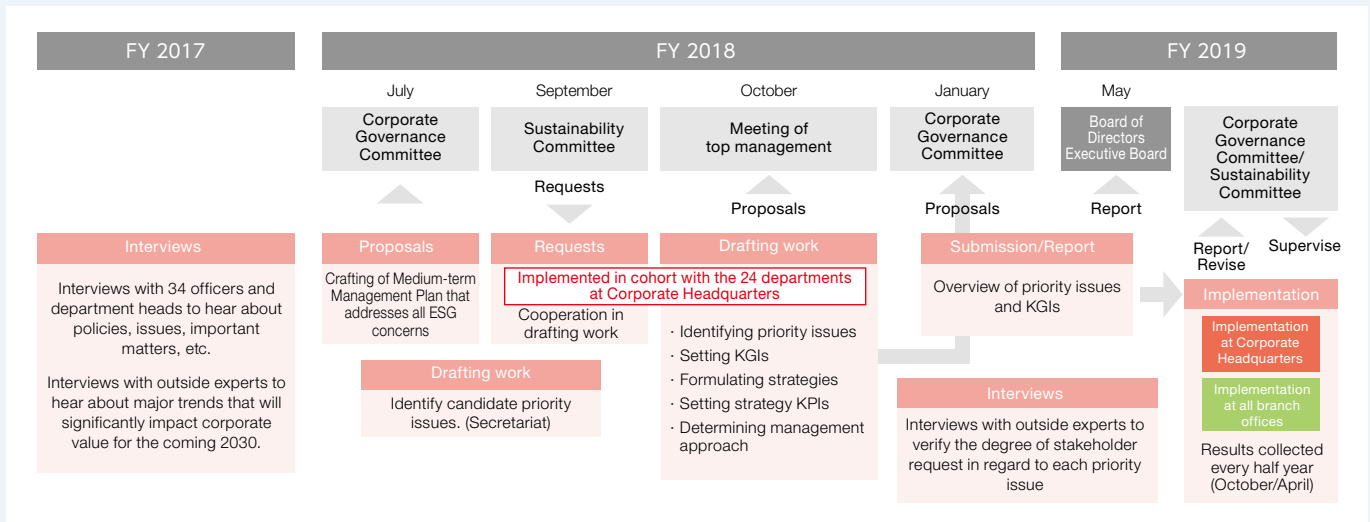 FY 2017
FY 2018
FY 2019
July
Corporate
Governance
Committee
September
Sustainability
Committee
Requests
October
Meeting of
top management
Proposals
January
Corporate
Governance
Committee
Proposals
May
Board of
Directors
Executive Board
Report
Corporate
Governance
Committee/
Sustainability
Committee
Report/
Revise
Supervise
Interviews
Interviews with 34 officers and
department heads to hear about
policies, issues, important
matters, etc.
Interviews with outside experts to
hear about major trends that will
significantly impact corporate
value for the coming 2030.
Proposals
Crafting of Medium-term
Management Plan that
addresses all ESG
concerns
Requests
Implemented in cohort with the 24 departments
at Corporate Headquarters
Cooperation in
drafting work
Drafting work
Identify candidate priority
issues. (Secretariat)
Drafting work
· Identifying priority issues
· Setting KGIs
· Formulating strategies
· Setting strategy KPIs
· Determining management
approach
Submission/Report
Overview of priority issues
and KGIs
Interviews
Interviews with outside experts to
verify the degree of stakeholder
request in regard to each priority
issue
Implementation
Implementation
at Corporate
Headquarters
Implementation
at all branch
offices
Results collected
every half year
(October/April)